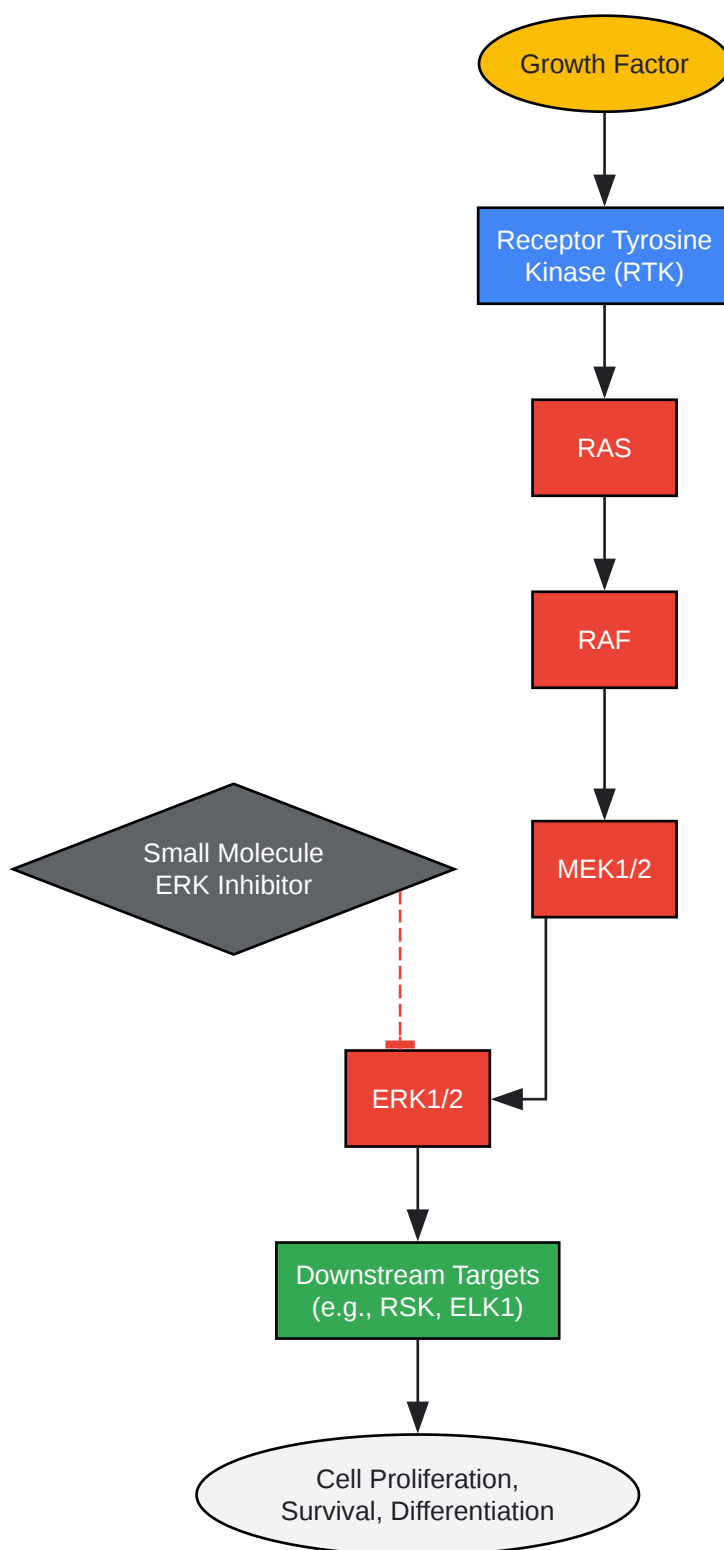 Growth Factor
Receptor Tyrosine
Kinase (RTK)
RAS
RAF
Small Molecule
ERK Inhibitor
MEK1/2
ERK1/2
Downstream Targets
(e.g., RSK, ELK1)
Cell Proliferation,
Survival, Differentiation